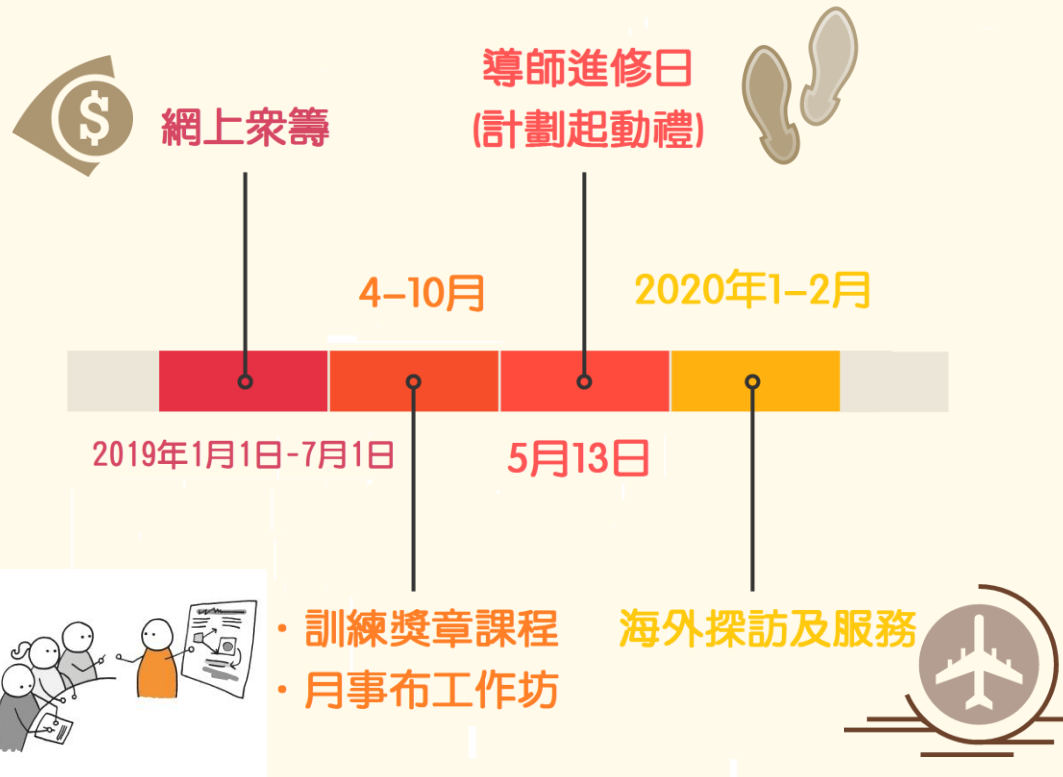 導師進修日
(計劃起動禮)
$
網上衆籌
4–10月
2020年1–2月
2019年1月1日-7月1日
5月13日
・訓練獎章課程
・月事布工作坊
海外探訪及服務